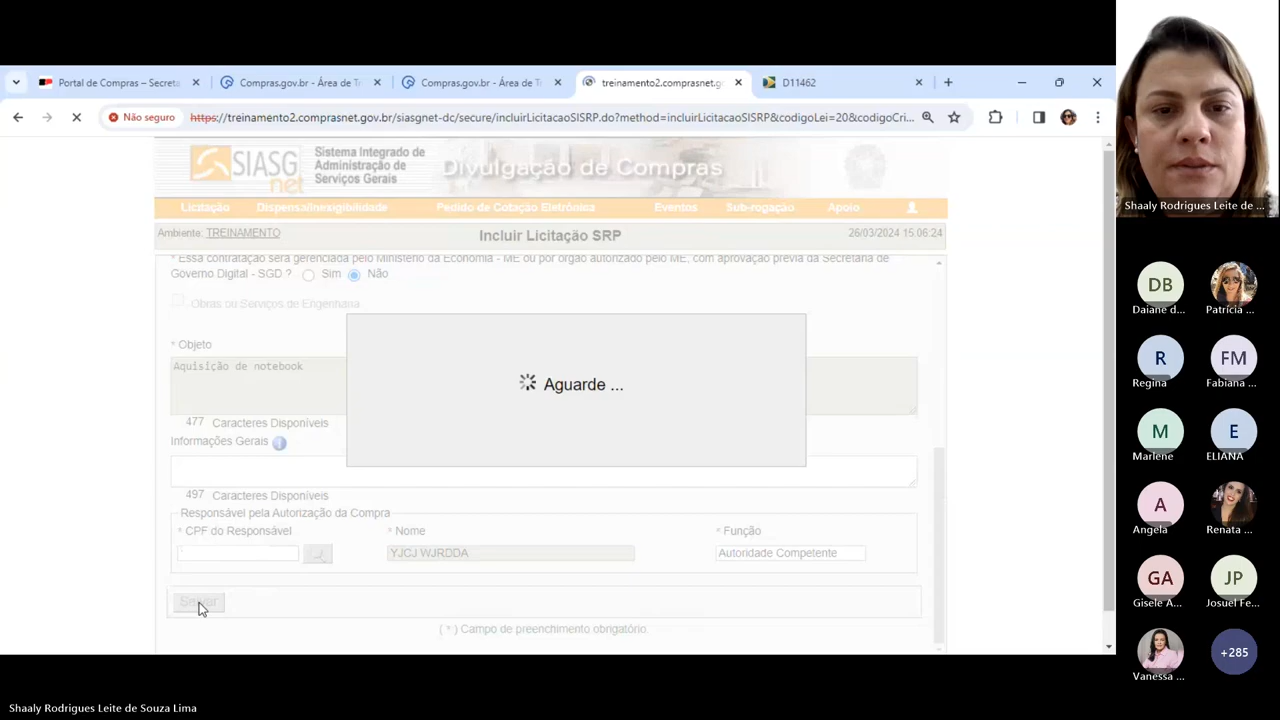 Portal de Compras – Secreta
Compras.gov.br - Área de Tr
Compras.gov.br - Área de Tr
treinamento2.comprasnet.go
D11462
Não seguro
https://treinamento2.comprasnet.gov.br/siasgnet-dc/secure/incluirLicitacaoSISRP.do?method=incluirLicitacaoSISRP&codigoLei=20&codigoCri...
SIASG
net
Sistema Integrado de
Administração de
Serviços Gerais
Divulgação de Compras
Licitação
Dispensa/Inexigibilidade
Pedido de Cotação Eletrônica
Eventos
Sub-rogação
Apoio
Ambiente: TREINAMENTO
Incluir Licitação SRP
26/03/2024 15:06:24
* Essa contratação será gerenciada pelo Ministério da Economia - ME ou por órgão autorizado pelo ME, com aprovação prévia da Secretaria de
Governo Digital - SGD ?
Sim
Não
Obras ou Serviços de Engenharia
* Objeto
Aquisição de notebook
477 Caracteres Disponíveis
Aguarde ...
Informações Gerais
497 Caracteres Disponíveis
Responsável pela Autorização da Compra
* CPF do Responsável
* Nome
* Função
YJCJ WJRDDA
Autoridade Competente
Salvar
( * ) Campo de preenchimento obrigatório.
Shaaly Rodrigues Leite de ...
DB
Daiane d...
Patrícia ...
R
Regina
FM
Fabiana ...
M
Marlene
E
ELIANA
A
Angela
Renata ...
GA
Gisele A...
JP
Josuel Fe...
Vanessa ...
+285
Shaaly Rodrigues Leite de Souza Lima